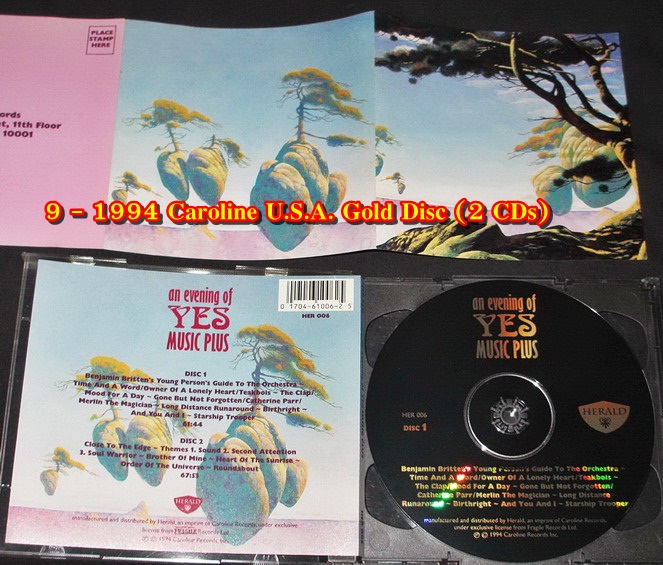 PLACE
STAMP
HERE
ords
et, 11th Floor
10001
9 - 1994 Caroline U.S.A. Gold Disc (2 CDs)
an evening of
YES
MUSIC PLUS
0 1704-61006-2 5
HER 006
DISC 1
Benjamin Britten's Young Person's Guide To The Orchestra ~
Time And A Word/Owner Of A Lonely Heart/Teakbois ~ The Clap/
Mood For A Day ~ Gone But Not Forgotten/Catherine Parr/
Merlin The Magician ~ Long Distance Runaround ~ Birthright ~
And You And I ~ Starship Trooper
61:44
DISC 2
Close To The Edge ~ Themes 1. Sound 2. Second Attention
3. Soul Warrior ~ Brother Of Mine ~ Heart Of The Sunrise ~
Order Of The Universe ~ Roundabout
67:53
HERALD
manufactured and distributed by Herald, an imprint of Caroline Records, under exclusive
license from FRAGILE Records Ltd.
℗ © 1994 Caroline Records, Inc.
an evening of
YES
MUSIC PLUS
HER 006
DISC 1
HERALD
Benjamin Britten's Young Person's Guide To The Orchestra ~
Time And A Word/Owner Of A Lonely Heart/Teakbois ~
The Clap/Mood For A Day ~ Gone But Not Forgotten/
Catherine Parr/Merlin The Magician ~ Long Distance
Runaround ~ Birthright ~ And You And I ~ Starship Trooper
manufactured and distributed by Herald, an imprint of Caroline Records, Inc.
under exclusive license from Fragile Records Ltd.
℗ © 1994 Caroline Records Inc.